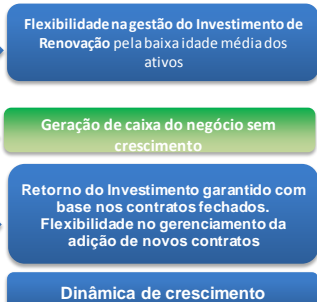 Flexibilidade na gestão do Investimento de
Renovação pela baixa idade média dos
ativos
Geração de caixa do negócio sem
crescimento
Retorno do Investimento garantido com
base nos contratos fechados.
Flexibilidade no gerenciamento da
adição de novos contratos
Dinâmica de crescimento